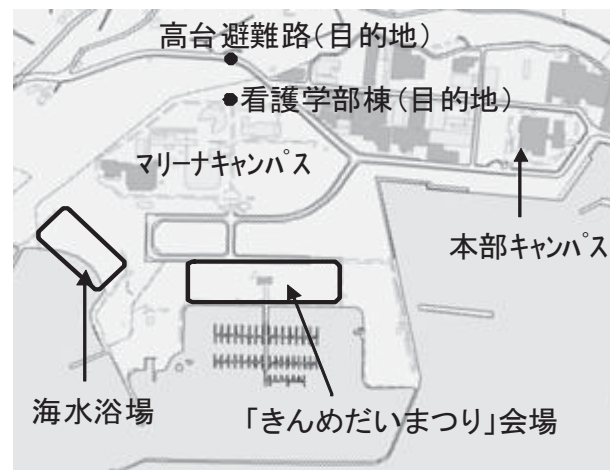 高台避難路(目的地)
看護学部棟(目的地)
マリーナキャンパス
本部キャンパス
海水浴場
「きんめだいまつり」会場